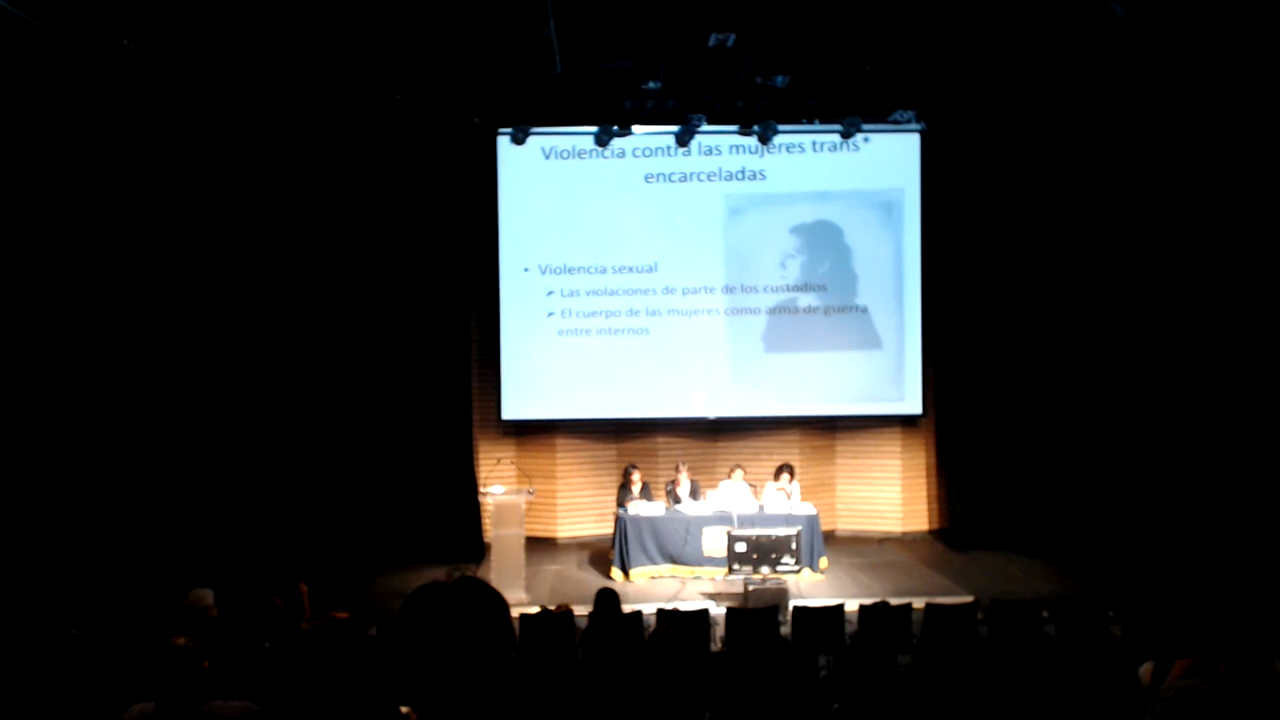 Violencia contra las mujeres trans*
encarceladas
• Violencia sexual
Las violaciones de parte de los custodios
El cuerpo de las mujeres como arma de guerra
entre internos